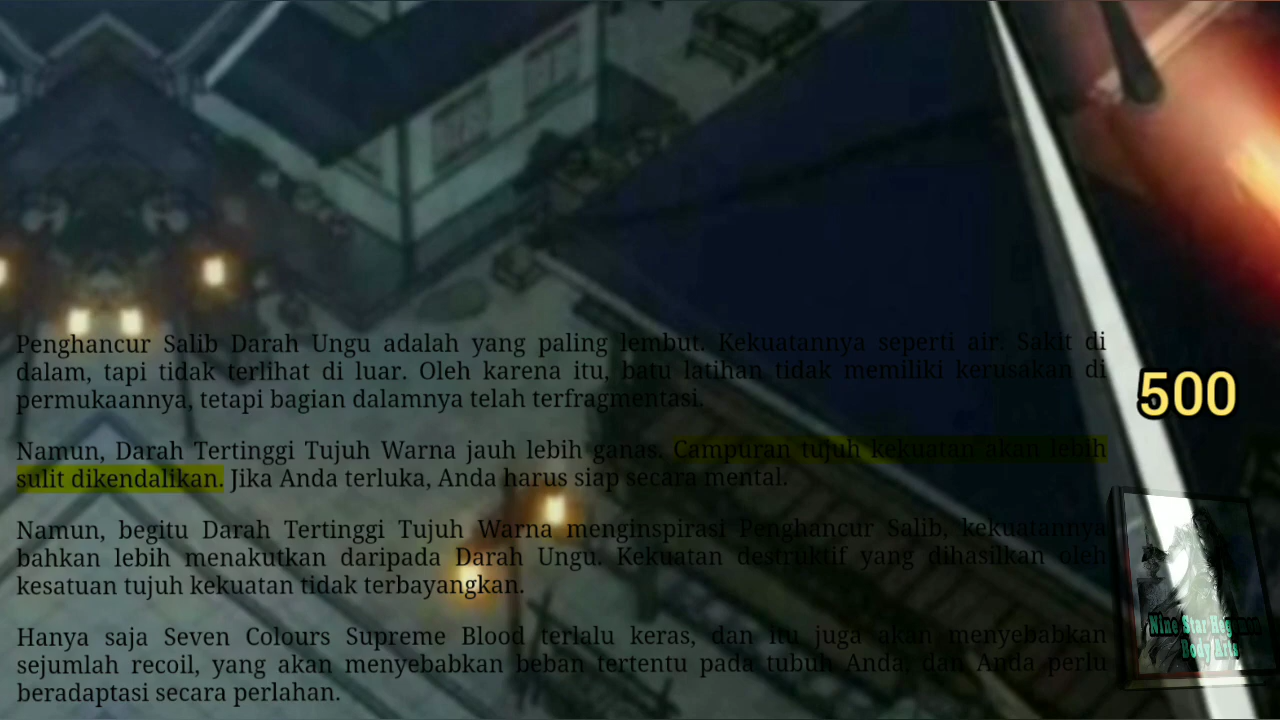 Penghancur Salib Darah Ungu adalah yang paling lembut. Kekuatannya seperti air. Sakit di
dalam, tapi tidak terlihat di luar. Oleh karena itu, batu latihan tidak memiliki kerusakan di
permukaannya, tetapi bagian dalamnya telah terfragmentasi.
500
Namun, Darah Tertinggi Tujuh Warna jauh lebih ganas. Campuran tujuh kekuatan akan lebih
sulit dikendalikan. Jika Anda terluka, Anda harus siap secara mental.
Namun, begitu Darah Tertinggi Tujuh Warna menginspirasi Penghancur Salib, kekuatannya
bahkan lebih menakutkan daripada Darah Ungu. Kekuatan destruktif yang dihasilkan oleh
kesatuan tujuh kekuatan tidak terbayangkan.
Hanya saja Seven Colours Supreme Blood terlalu keras, dan itu juga akan menyebabkan
sejumlah recoil, yang akan menyebabkan beban tertentu pada tubuh Anda, dan Anda perlu
beradaptasi secara perlahan.
Nine Star Hegemon
Body Arts